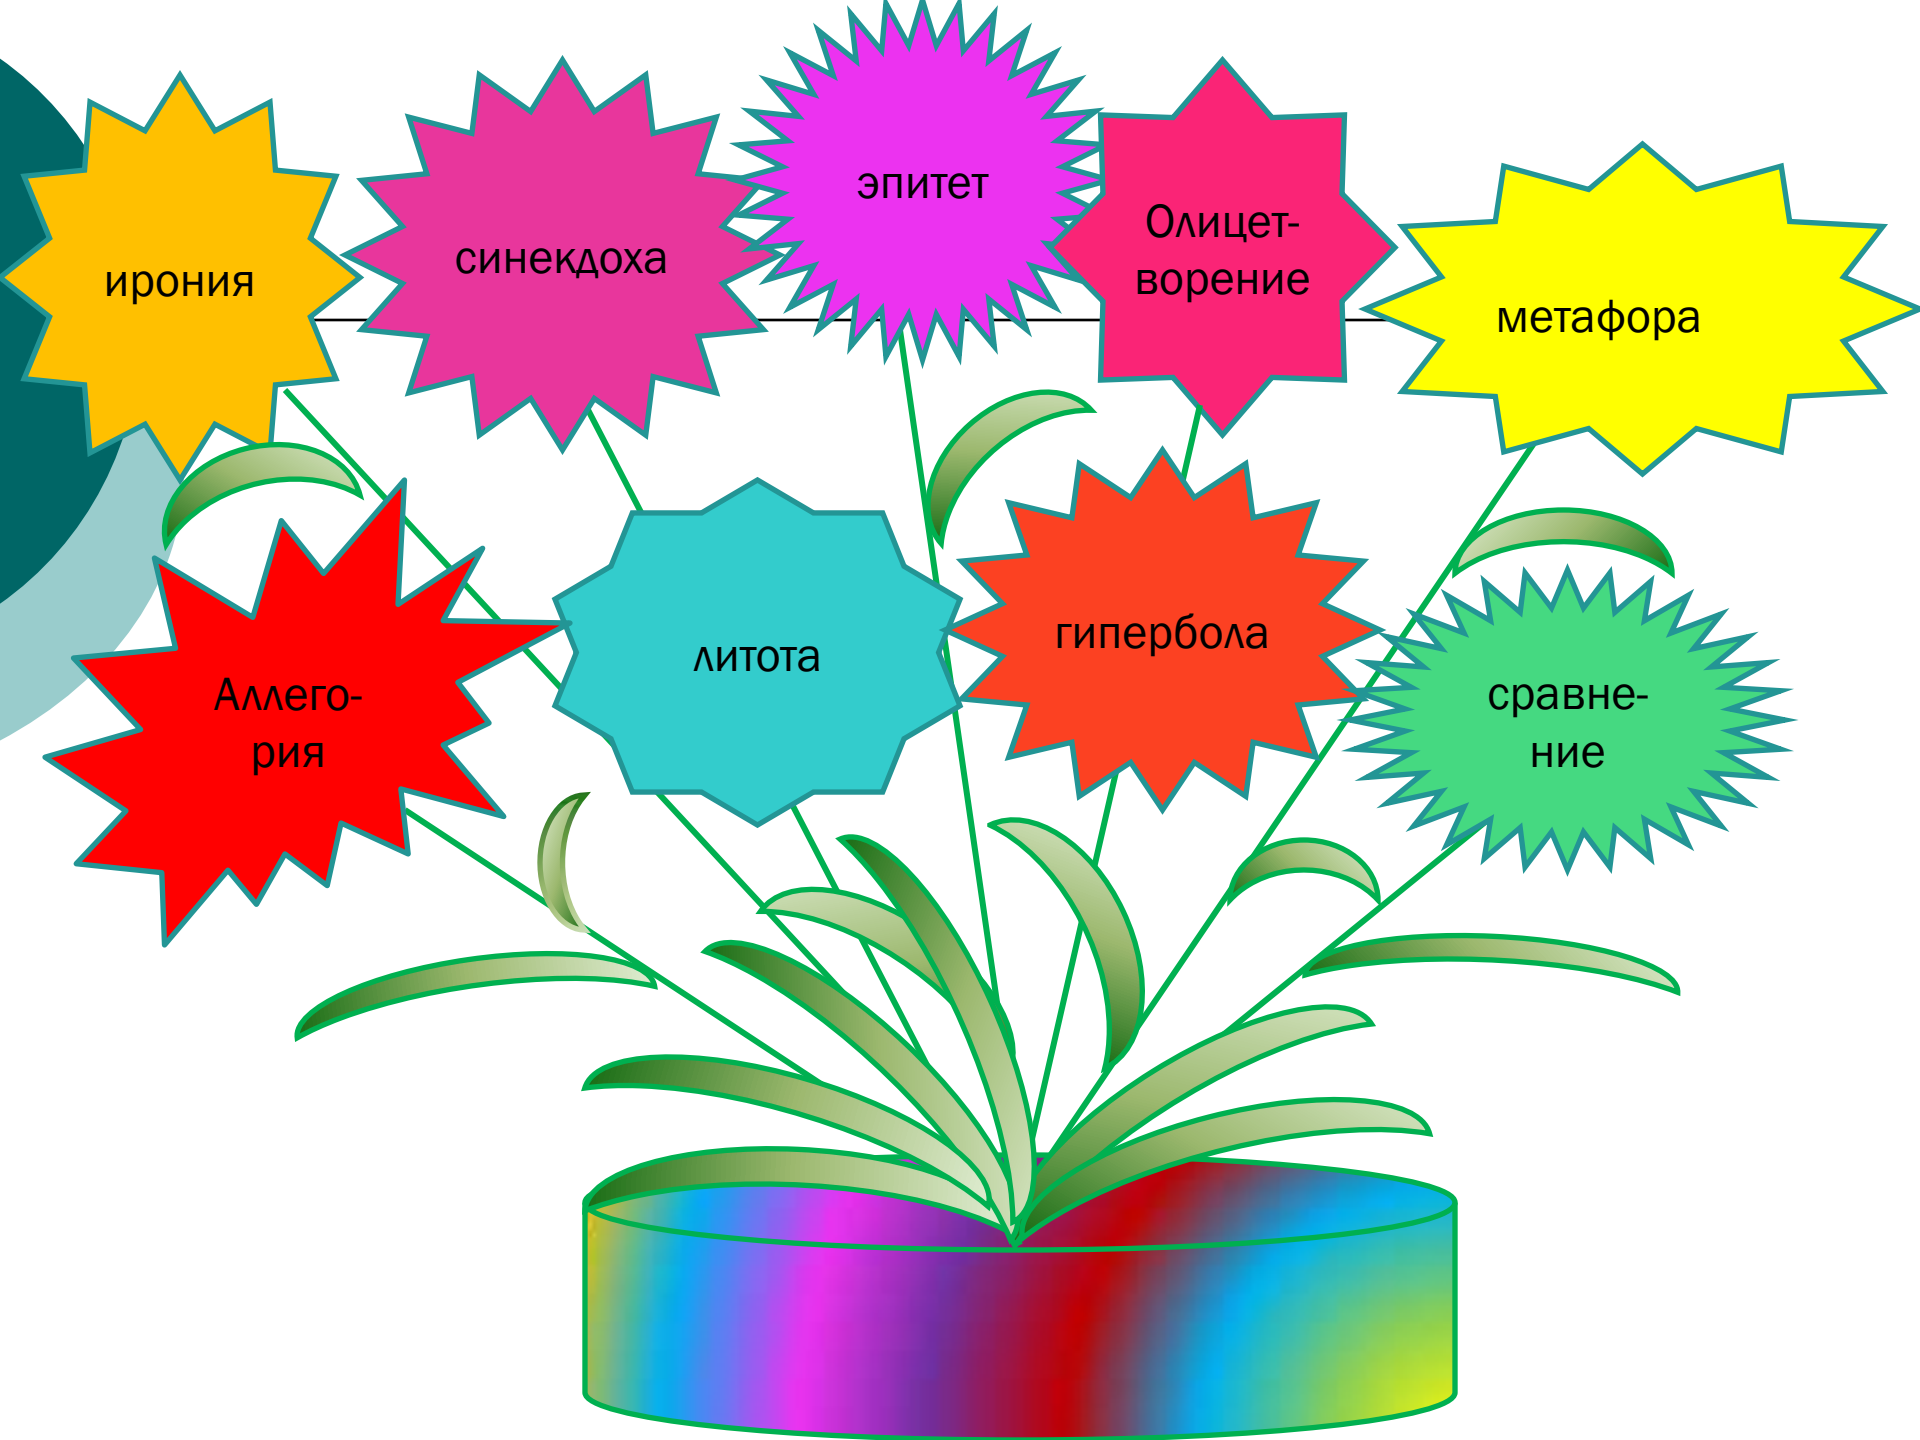 ирония
синекдоха
эпитет
Олицет-
ворение
метафора
Аллего-
рия
литота
гипербола
сравне-
ние